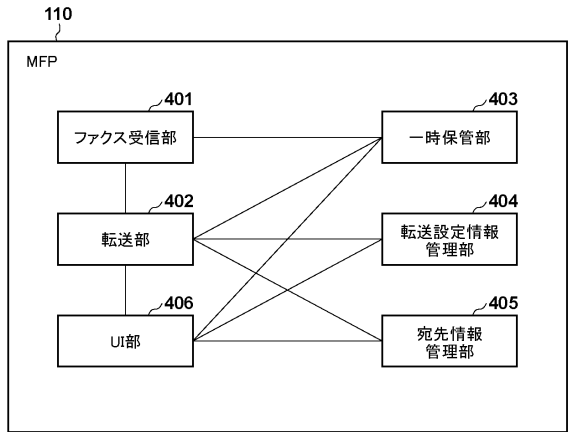 110
MFP
401
ファクス受信部
403
一時保管部
402
転送部
404
転送設定情報
管理部
406
UI部
405
宛先情報
管理部